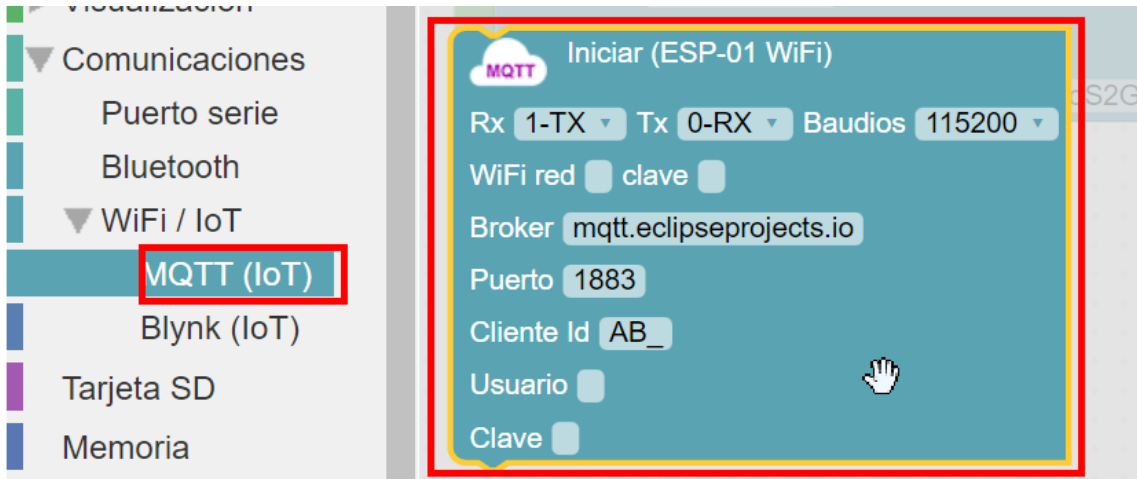 Visualización
Comunicaciones
Puerto serie
Bluetooth
WiFi / IoT
MQTT (IoT)
Blynk (IoT)
Tarjeta SD
Memoria
MQTT
Iniciar (ESP-01 WiFi)
Rx 1-TX Tx 0-RX Baudios 115200
WiFi red clave
Broker mqtt.eclipseprojects.io
Puerto 1883
Cliente Id AB_
Usuario
Clave